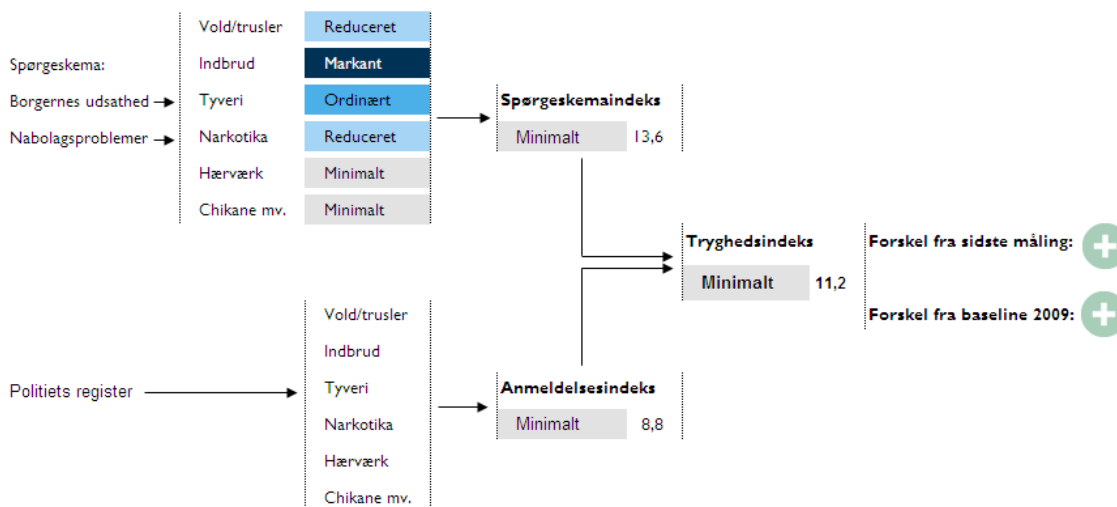 Vold/trusler Reduceret
Spørgeskema: Indbrud Markant
Borgernes udsathed Tyveri Ordinært
Nabolagsproblemer Narkotika Reduceret
Hærværk Minimalt
Chikane mv. Minimalt
Spørgeskemaindeks
Minimalt 13,6
Tryghedsindeks
Minimalt 11,2
Forskel fra sidste måling:
Forskel fra baseline 2009:
Politiets register
Vold/trusler
Indbrud
Tyveri
Narkotika
Hærværk
Chikane mv.
Anmeldelsesindeks
Minimalt 8,8